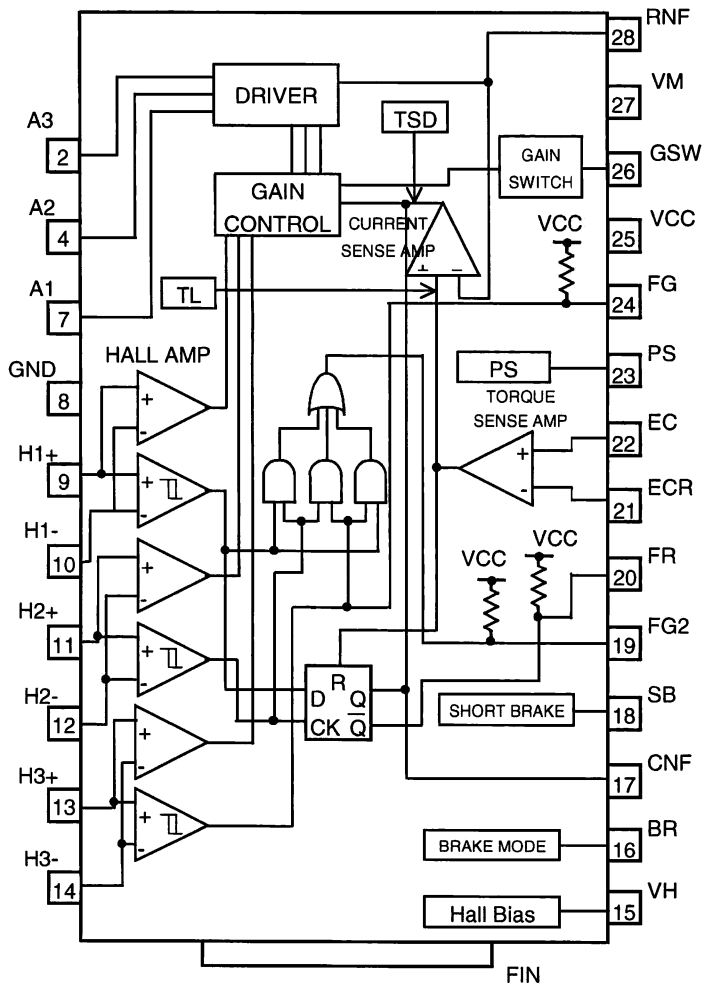 RNF
28
VM
27
DRIVER
A3
2
TSD
GAIN
SWITCH
GSW
26
GAIN
CONTROL
A2
4
CURRENT
SENSE AMP
+ -
VCC
VCC
25
TL
A1
7
FG
24
HALL AMP
GND
8
PS
PS
23
TORQUE
SENSE AMP
EC
22
+
-
+
-
H1+
9
+
-
ECR
21
H1-
10
VCC
VCC
FR
20
+
-
H2+
11
+
-
FG2
19
R
D Q
CK Q̅
H2-
12
SHORT BRAKE
SB
18
+
-
H3+
13
CNF
17
+
-
BRAKE MODE
BR
16
H3-
14
Hall Bias
VH
15
FIN